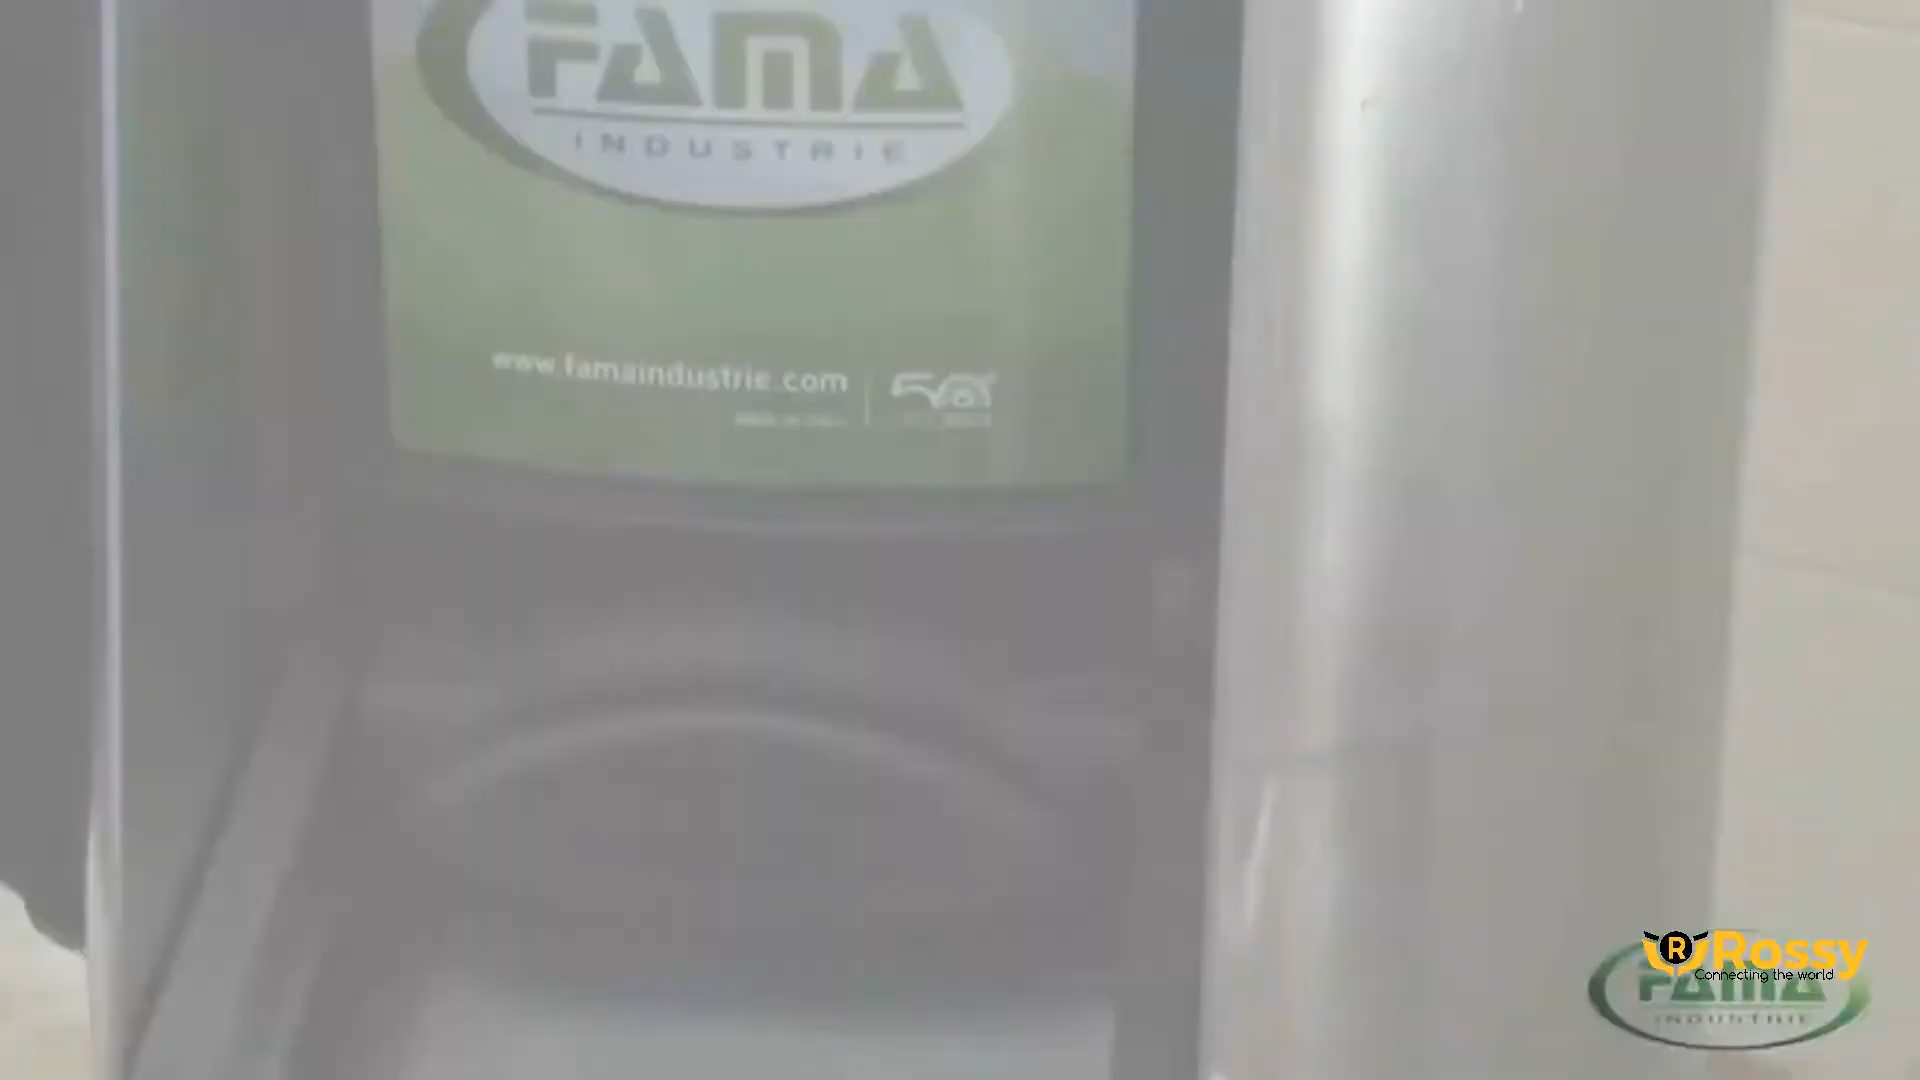 FAMA
INDUSTRIE
www.famaindustrie.com
Rossy
Connecting the world
FAMA
INDUSTRIE